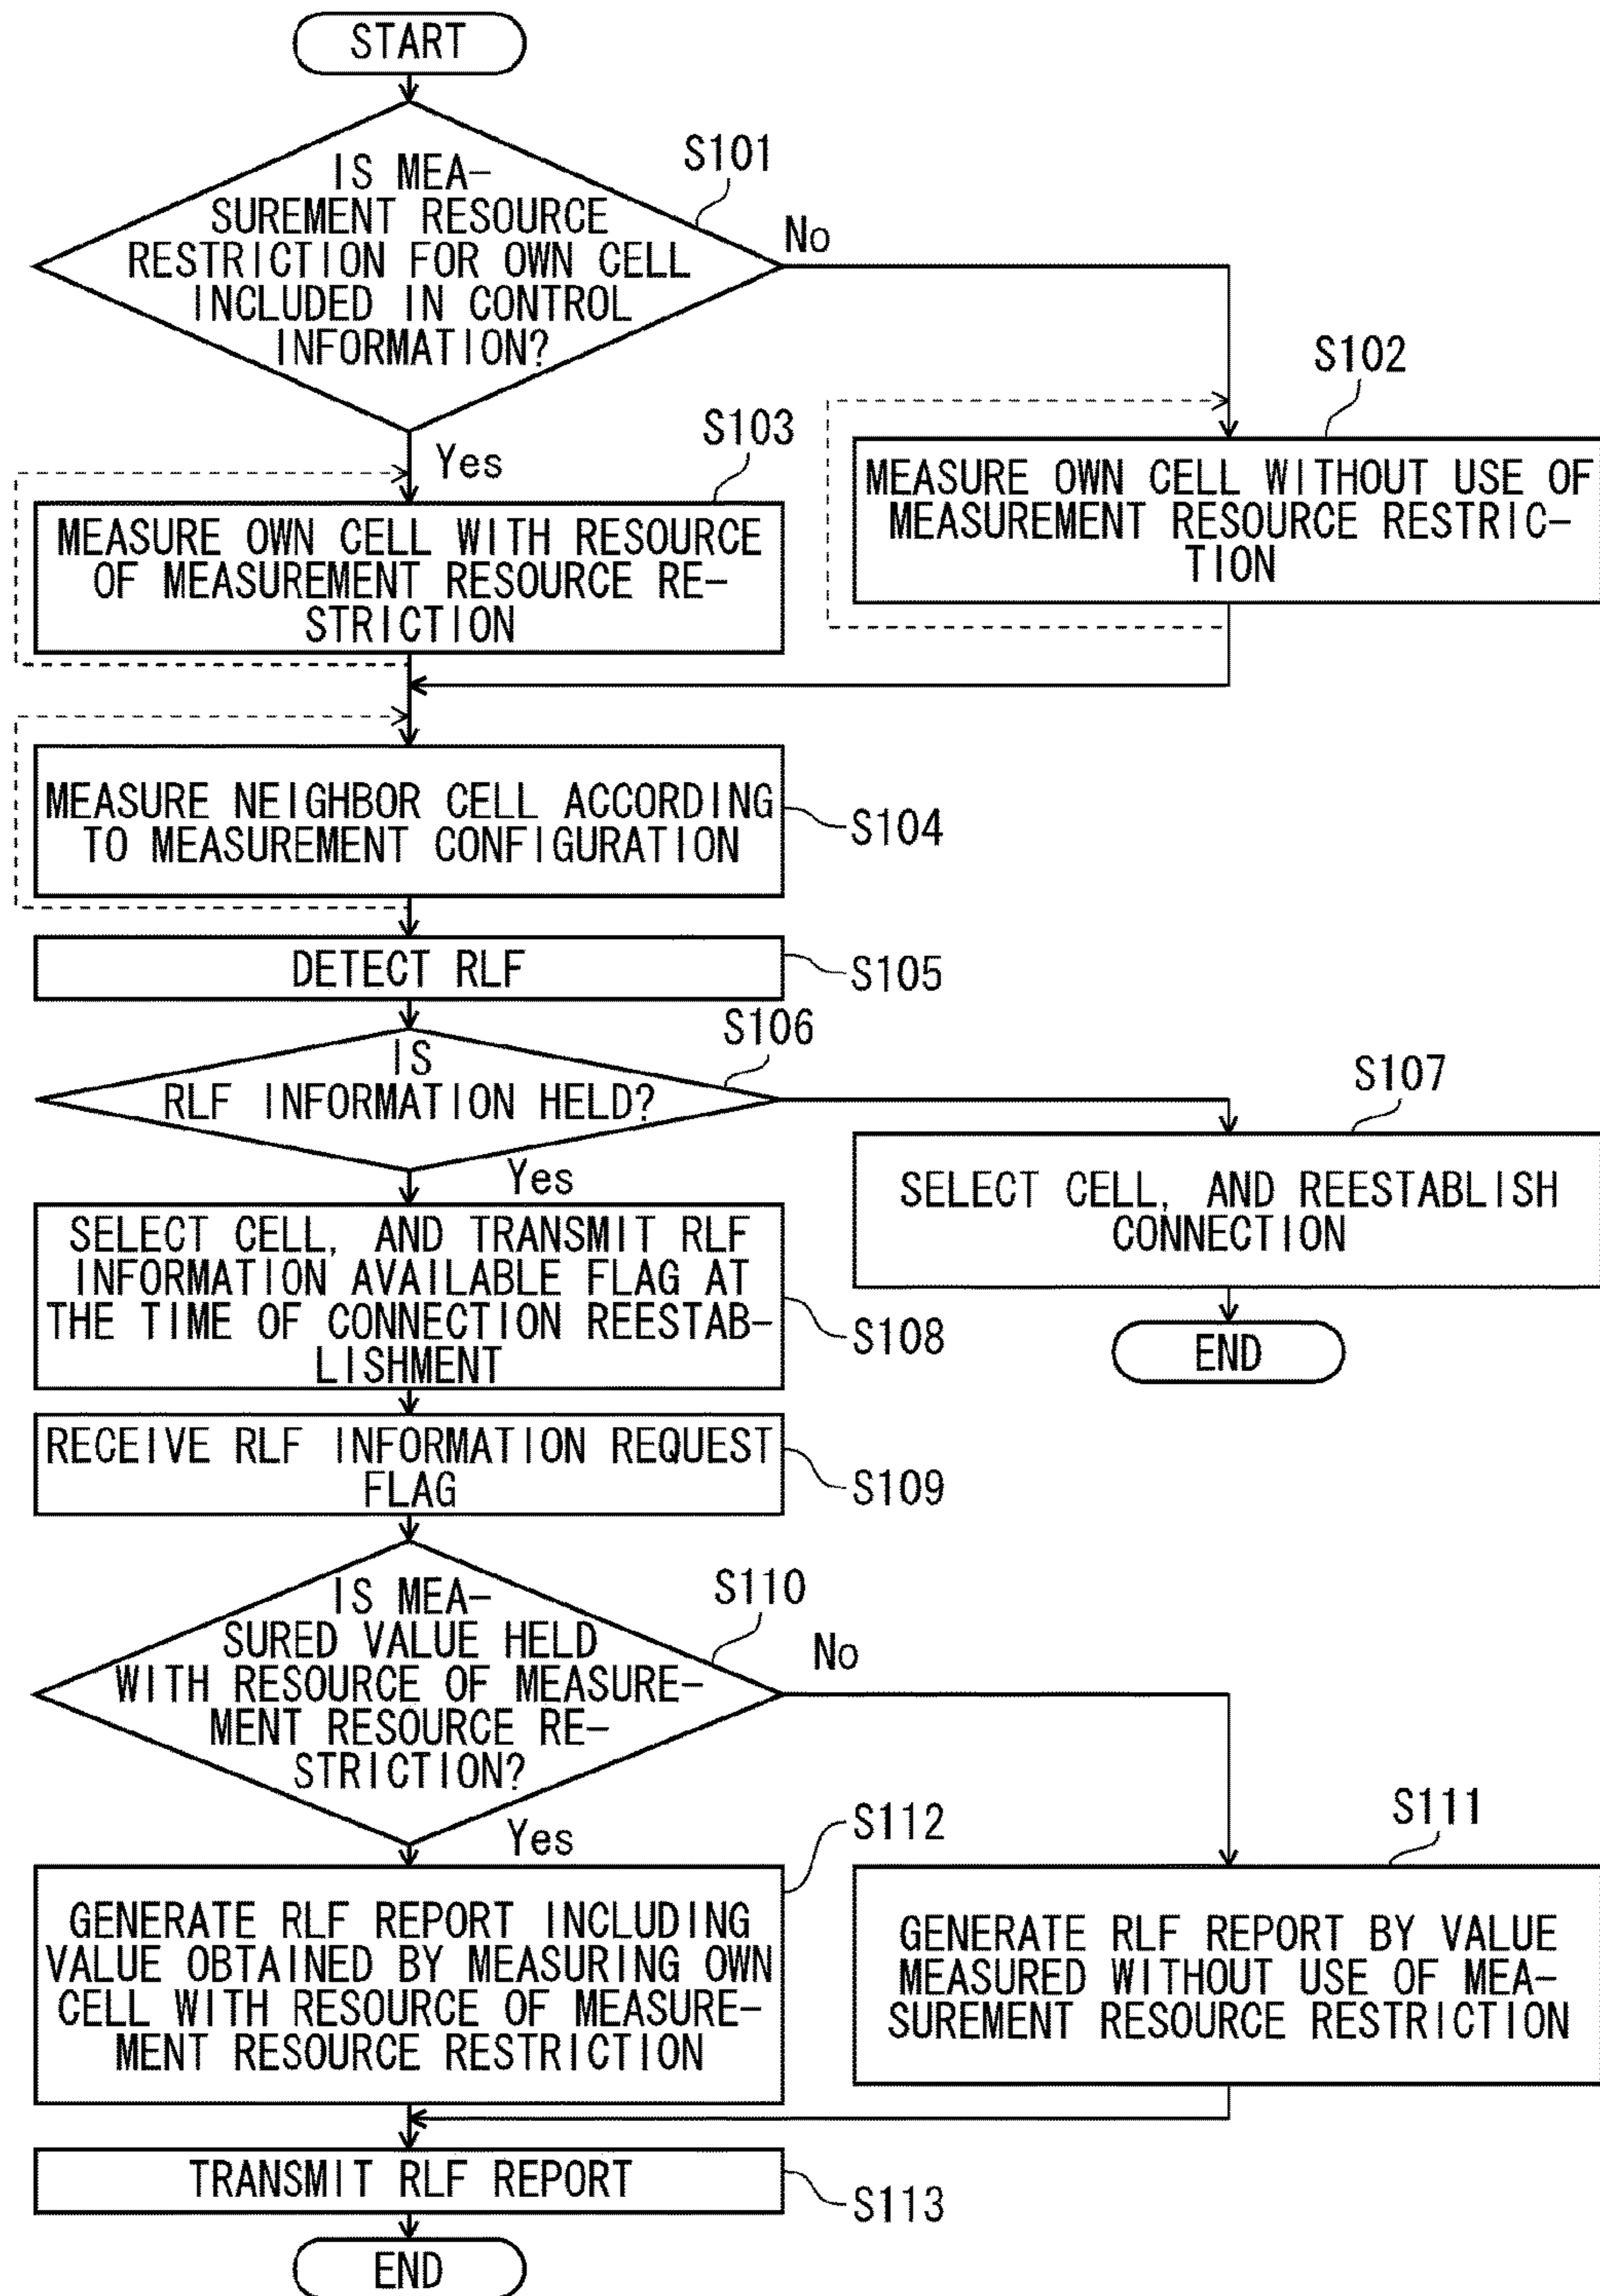 START
S101
IS MEA-
SUREMENT RESOURCE
RESTRICTION FOR OWN CELL
INCLUDED IN CONTROL
INFORMATION?
No
Yes
S102
MEASURE OWN CELL WITHOUT USE OF
MEASUREMENT RESOURCE RESTRIC-
TION
S103
MEASURE OWN CELL WITH RESOURCE
OF MEASUREMENT RESOURCE RE-
STRICTION
MEASURE NEIGHBOR CELL ACCORDING
TO MEASUREMENT CONFIGURATION
S104
DETECT RLF
S105
S106
IS
RLF INFORMATION HELD?
Yes
S107
SELECT CELL, AND REESTABLISH
CONNECTION
END
SELECT CELL, AND TRANSMIT RLF
INFORMATION AVAILABLE FLAG AT
THE TIME OF CONNECTION REESTAB-
LISHMENT
S108
RECEIVE RLF INFORMATION REQUEST
FLAG
S109
S110
IS MEA-
SURED VALUE HELD
WITH RESOURCE OF MEASURE-
MENT RESOURCE RE-
STRICTION?
No
Yes
S112
GENERATE RLF REPORT INCLUDING
VALUE OBTAINED BY MEASURING OWN
CELL WITH RESOURCE OF MEASURE-
MENT RESOURCE RESTRICTION
S111
GENERATE RLF REPORT BY VALUE
MEASURED WITHOUT USE OF MEA-
SUREMENT RESOURCE RESTRICTION
TRANSMIT RLF REPORT
S113
END